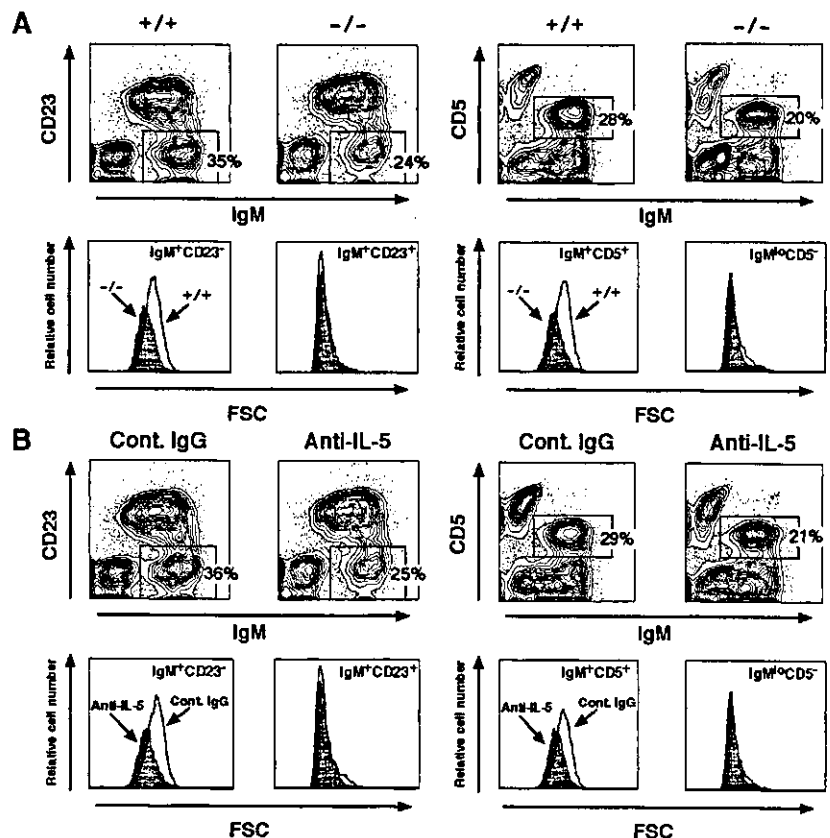 A
+/+ -/- +/+ -/-
CD23
35%
24%
CD5
28%
20%
IgM IgM
Relative cell number
IgM+CD23-
-/- +/+
IgM+CD23+
Relative cell number
IgM+CD5+
-/- +/+
IgMloCD5-
FSC FSC
B
Cont. IgG Anti-IL-5 Cont. IgG Anti-IL-5
CD23
36%
25%
CD5
29%
21%
IgM IgM
Relative cell number
IgM+CD23-
Anti-IL-5 Cont. IgG
IgM+CD23+
Relative cell number
IgM+CD5+
Anti-IL-5 Cont. IgG
IgMloCD5-
FSC FSC